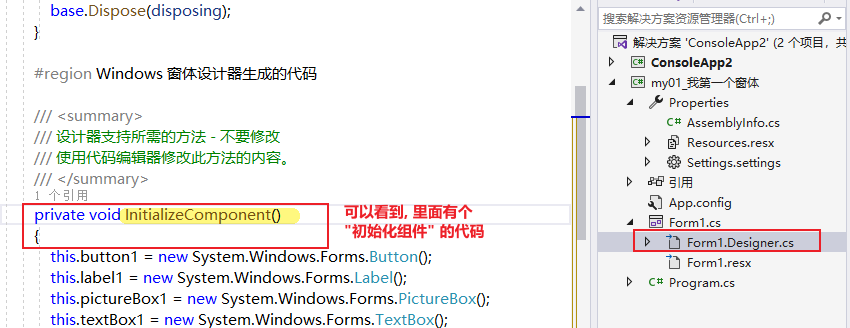 base.Dispose(disposing);
}
#region Windows 窗体设计器生成的代码
/// <summary>
/// 设计器支持所需的方法 - 不要修改
/// 使用代码编辑器修改此方法的内容。
/// </summary>
1 个引用
private void InitializeComponent()
{
this.button1 = new System.Windows.Forms.Button();
this.label1 = new System.Windows.Forms.Label();
this.pictureBox1 = new System.Windows.Forms.PictureBox();
this.textBox1 = new System.Windows.Forms.TextBox();
可以看到, 里面有个
"初始化组件" 的代码
搜索解决方案资源管理器(Ctrl+;)
解决方案 'ConsoleApp2' (2 个项目，共
ConsoleApp2
my01_我第一个窗体
Properties
AssemblyInfo.cs
Resources.resx
Settings.settings
引用
App.config
Form1.cs
Form1.Designer.cs
Form1.resx
Program.cs